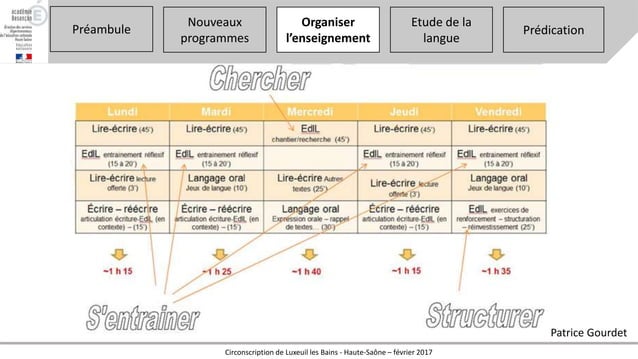 académie
Besançon
Préambule
Nouveaux
programmes
Organiser
l'enseignement
Etude de la
langue
Prédication
Chercher
Lundi Mardi Mercredi Jeudi Vendredi
Lire-écrire (45') Lire-écrire (45') EdlL Lire-écrire (45') Lire-écrire (45')
chantier/recherche (45')
EdlL entrainement réflexif EdlL entrainement réflexif EdlL entrainement réflexif EdlL entrainement réflexif
(15 à 20') (15 à 20') (15 à 20') (15 à 20')
Lire-écrire lecture Langage oral Lire-écrire Autres Lire-écrire lecture Langage oral
offerte (3') Jeux de langue (10') textes (25') offerte (3') Jeux de langue (10')
Écrire – réécrire Écrire – réécrire Langage oral Écrire – réécrire EdlL exercices de
articulation écriture-EdlL (en articulation écriture-EdlL (en Expression orale – rappel articulation écriture-EdlL (en renforcement – structuration
contexte) – (15') contexte) – (15') de textes… (30') contexte) – (15') – réinvestissement (25')
~1 h 15 ~1 h 25 ~1 h 40 ~1 h 15 ~1 h 35
S'entrainer
Structurer
Patrice Gourdet
Circonscription de Luxeuil les Bains - Haute-Saône – février 2017